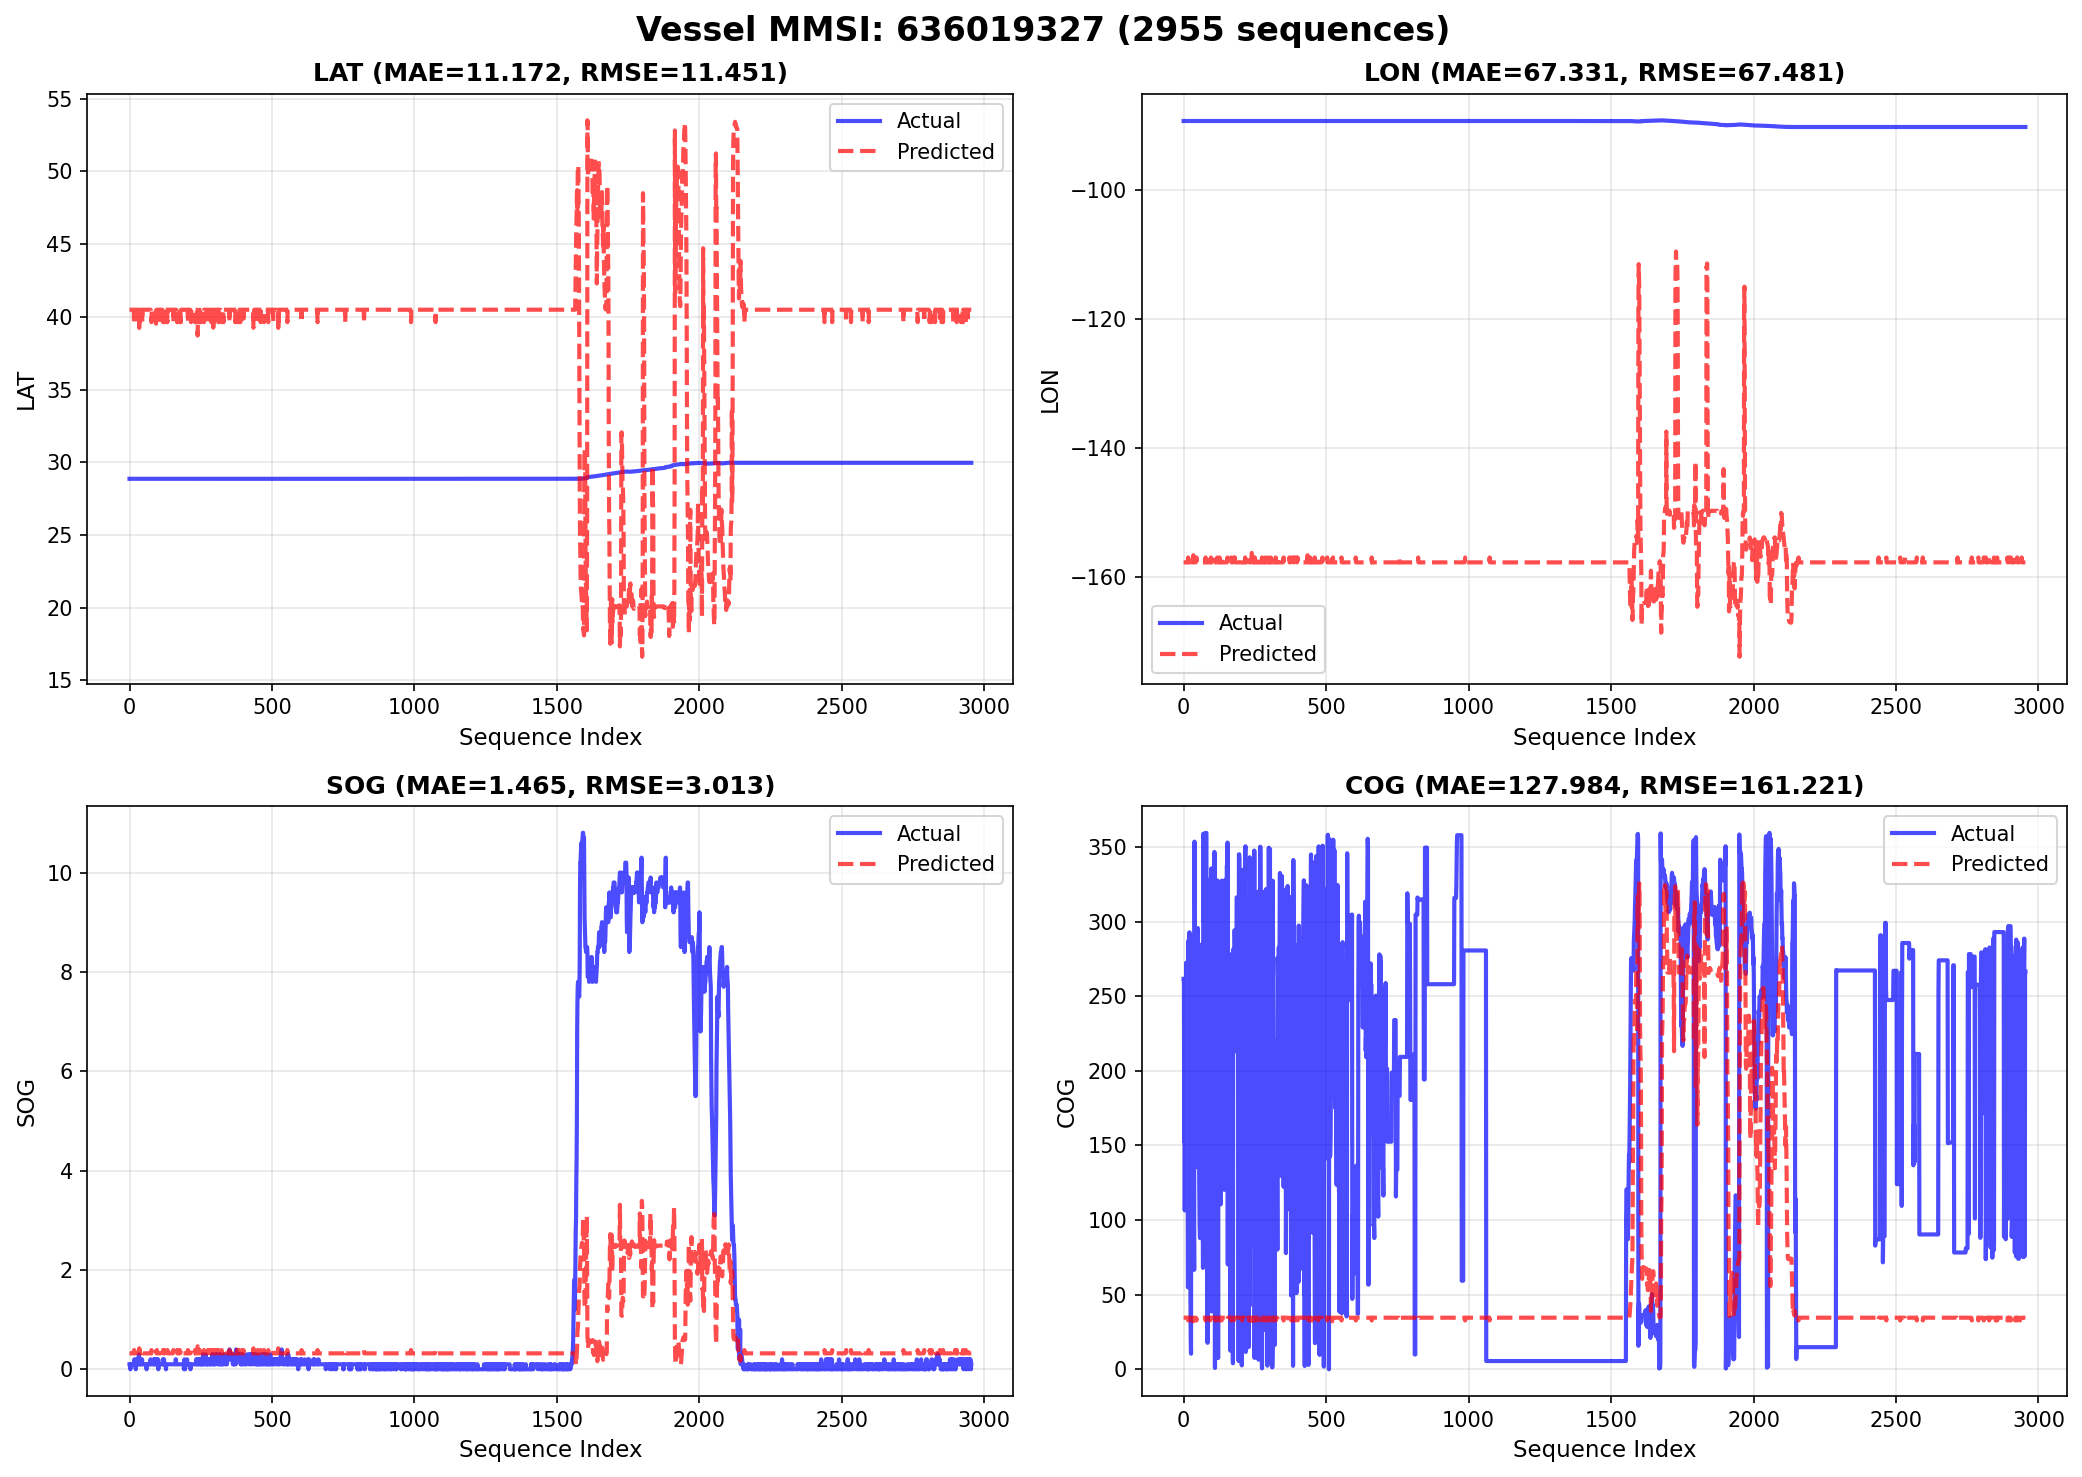 Vessel MMSI: 636019327 (2955 sequences)
LAT (MAE=11.172, RMSE=11.451)
55
50
45
40
35
30
25
20
15
LAT
Actual
Predicted
0
500
1000
1500
2000
2500
3000
Sequence Index
LON (MAE=67.331, RMSE=67.481)
−100
−120
−140
−160
LON
Actual
Predicted
0
500
1000
1500
2000
2500
3000
Sequence Index
SOG (MAE=1.465, RMSE=3.013)
10
8
6
4
2
0
SOG
Actual
Predicted
0
500
1000
1500
2000
2500
3000
Sequence Index
COG (MAE=127.984, RMSE=161.221)
350
300
250
200
150
100
50
0
COG
Actual
Predicted
0
500
1000
1500
2000
2500
3000
Sequence Index